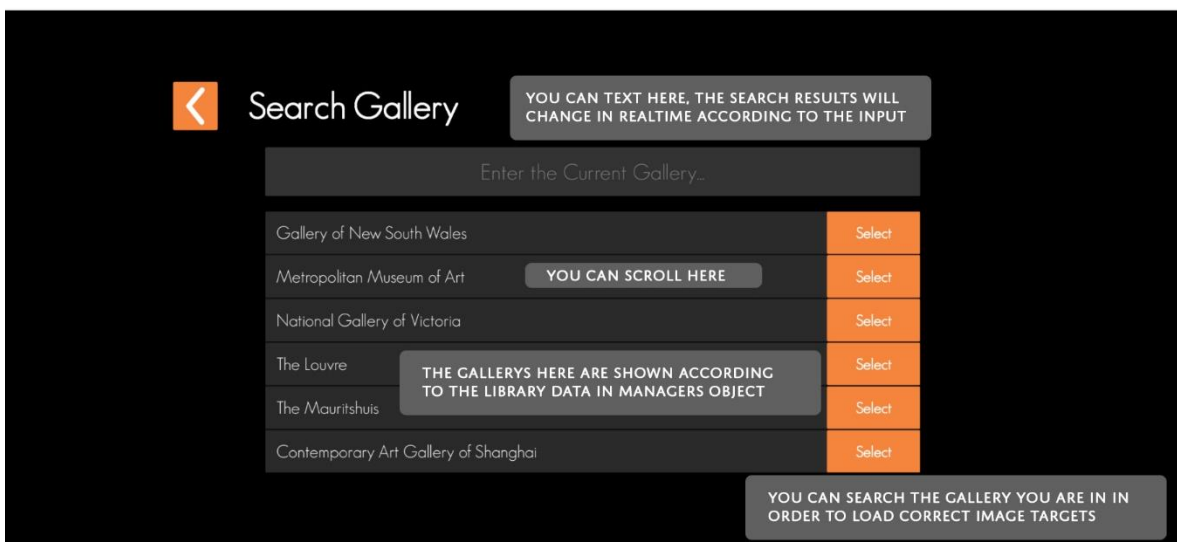 Search Gallery
YOU CAN TEXT HERE, THE SEARCH RESULTS WILL
CHANGE IN REALTIME ACCORDING TO THE INPUT
Enter the Current Gallery...
Gallery of New South Wales
Select
Metropolitan Museum of Art
YOU CAN SCROLL HERE
Select
National Gallery of Victoria
Select
The Louvre
Select
THE GALLERYS HERE ARE SHOWN ACCORDING
TO THE LIBRARY DATA IN MANAGERS OBJECT
The Mauritshuis
Select
Contemporary Art Gallery of Shanghai
Select
YOU CAN SEARCH THE GALLERY YOU ARE IN IN
ORDER TO LOAD CORRECT IMAGE TARGETS